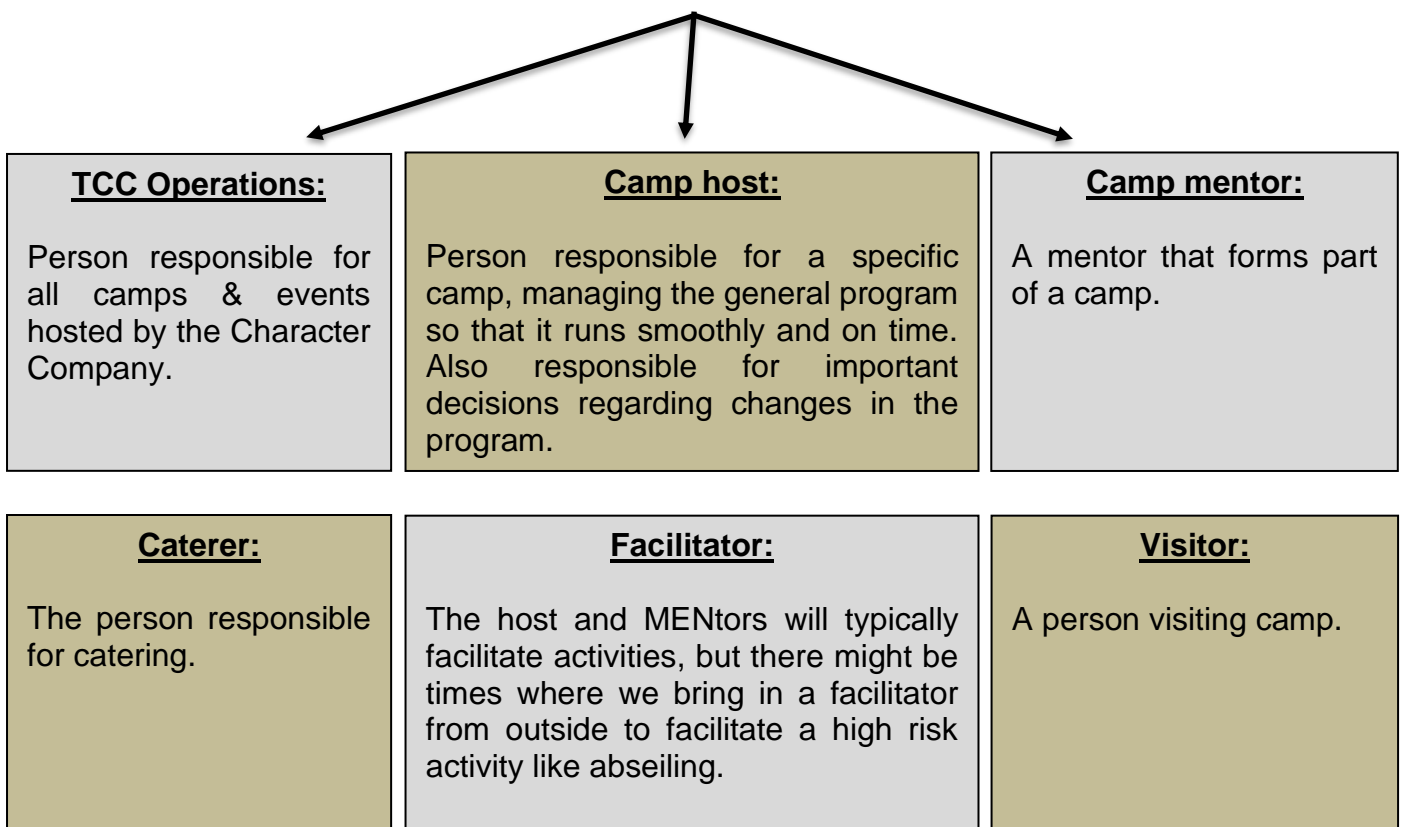 TCC Operations:
Person responsible for
all camps & events
hosted by the Character
Company.
Camp host:
Person responsible for a specific
camp, managing the general program
so that it runs smoothly and on time.
Also responsible for important
decisions regarding changes in the
program.
Camp mentor:
A mentor that forms part
of a camp.
Caterer:
The person responsible
for catering.
Facilitator:
The host and MENtors will typically
facilitate activities, but there might be
times where we bring in a facilitator
from outside to facilitate a high risk
activity like abseiling.
Visitor:
A person visiting camp.